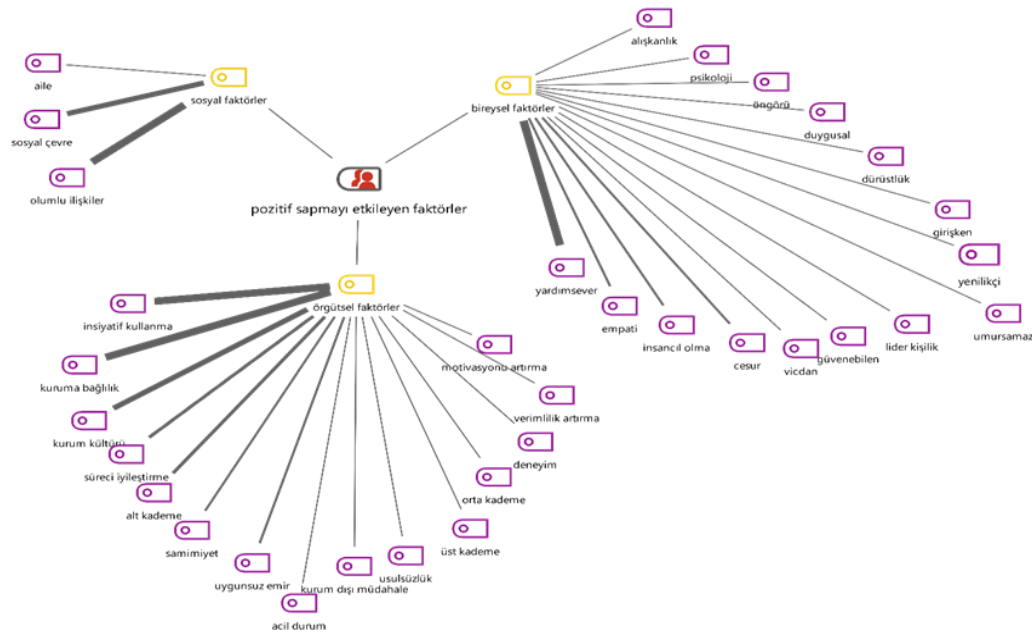 alışkanlık
aile
sosyal faktörler
psikoloji
bireysel faktörler
öngörü
sosyal çevre
duygusal
dürüstlük
olumlu ilişkiler
pozitif sapmayı etkileyen faktörler
girişken
yenilikçi
yardımsever
insiyatif kullanma
örgütsel faktörler
empati
insancıl olma
cesur
vicdan
güvenebilen
lider kişilik
umursamaz
motivasyonu artırma
kuruma bağlılık
verimlilik artırma
kurum kültürü
deneyim
süreci iyileştirme
orta kademe
alt kademe
samimiyet
üst kademe
uygunsuz emir
kurum dışı müdahale
usulsüzlük
acil durum